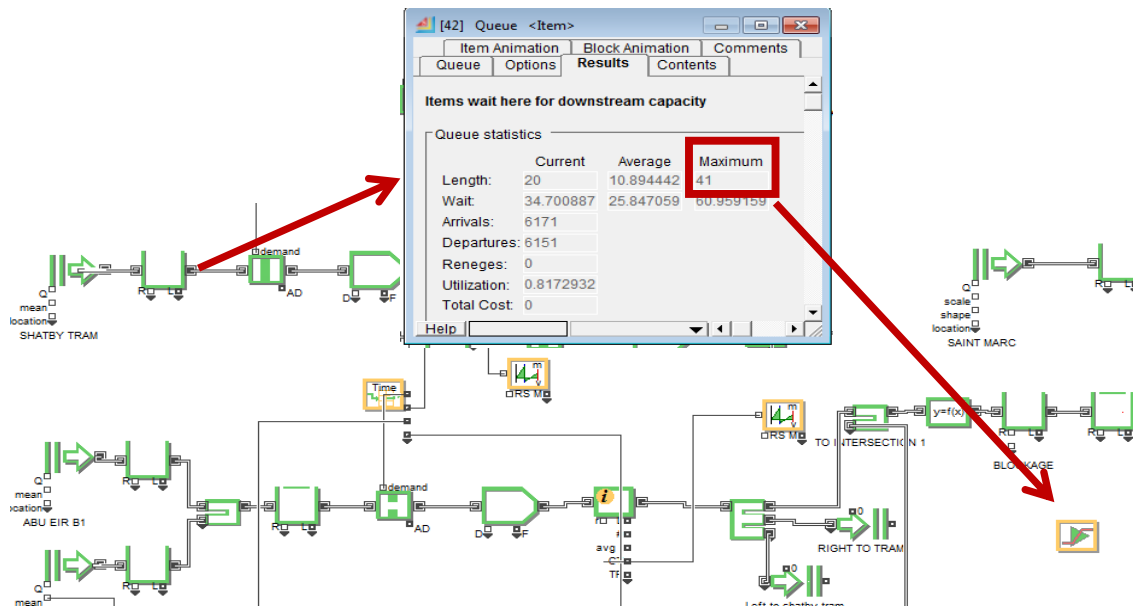 [42] Queue <Item>
Item Animation Block Animation Comments
Queue Options Results Contents
Items wait here for downstream capacity
Queue statistics
Current Average Maximum
Length: 20 10.894442 41
Wait: 34.700887 25.847059 60.959159
Arrivals: 6171
Departures: 6151
Reneges: 0
Utilization: 0.8172932
Total Cost: 0
Help
demand
Q
mean
location
SHATBY TRAM
R L
AD
D F
Q
scale
shape
location
SAINT MARC
R L
Time
m
v
RS M
m
v
RS M
TO INTERSECTION 1
y=f(x)
R L
R L
BLOCKAGE
Q
mean
ocation
ABU EIR B1
R L
R L
demand
AD
D F
i
#
avg
C
TF
0
RIGHT TO TRAM
0
Left to shatby tram
Q
mean
R L